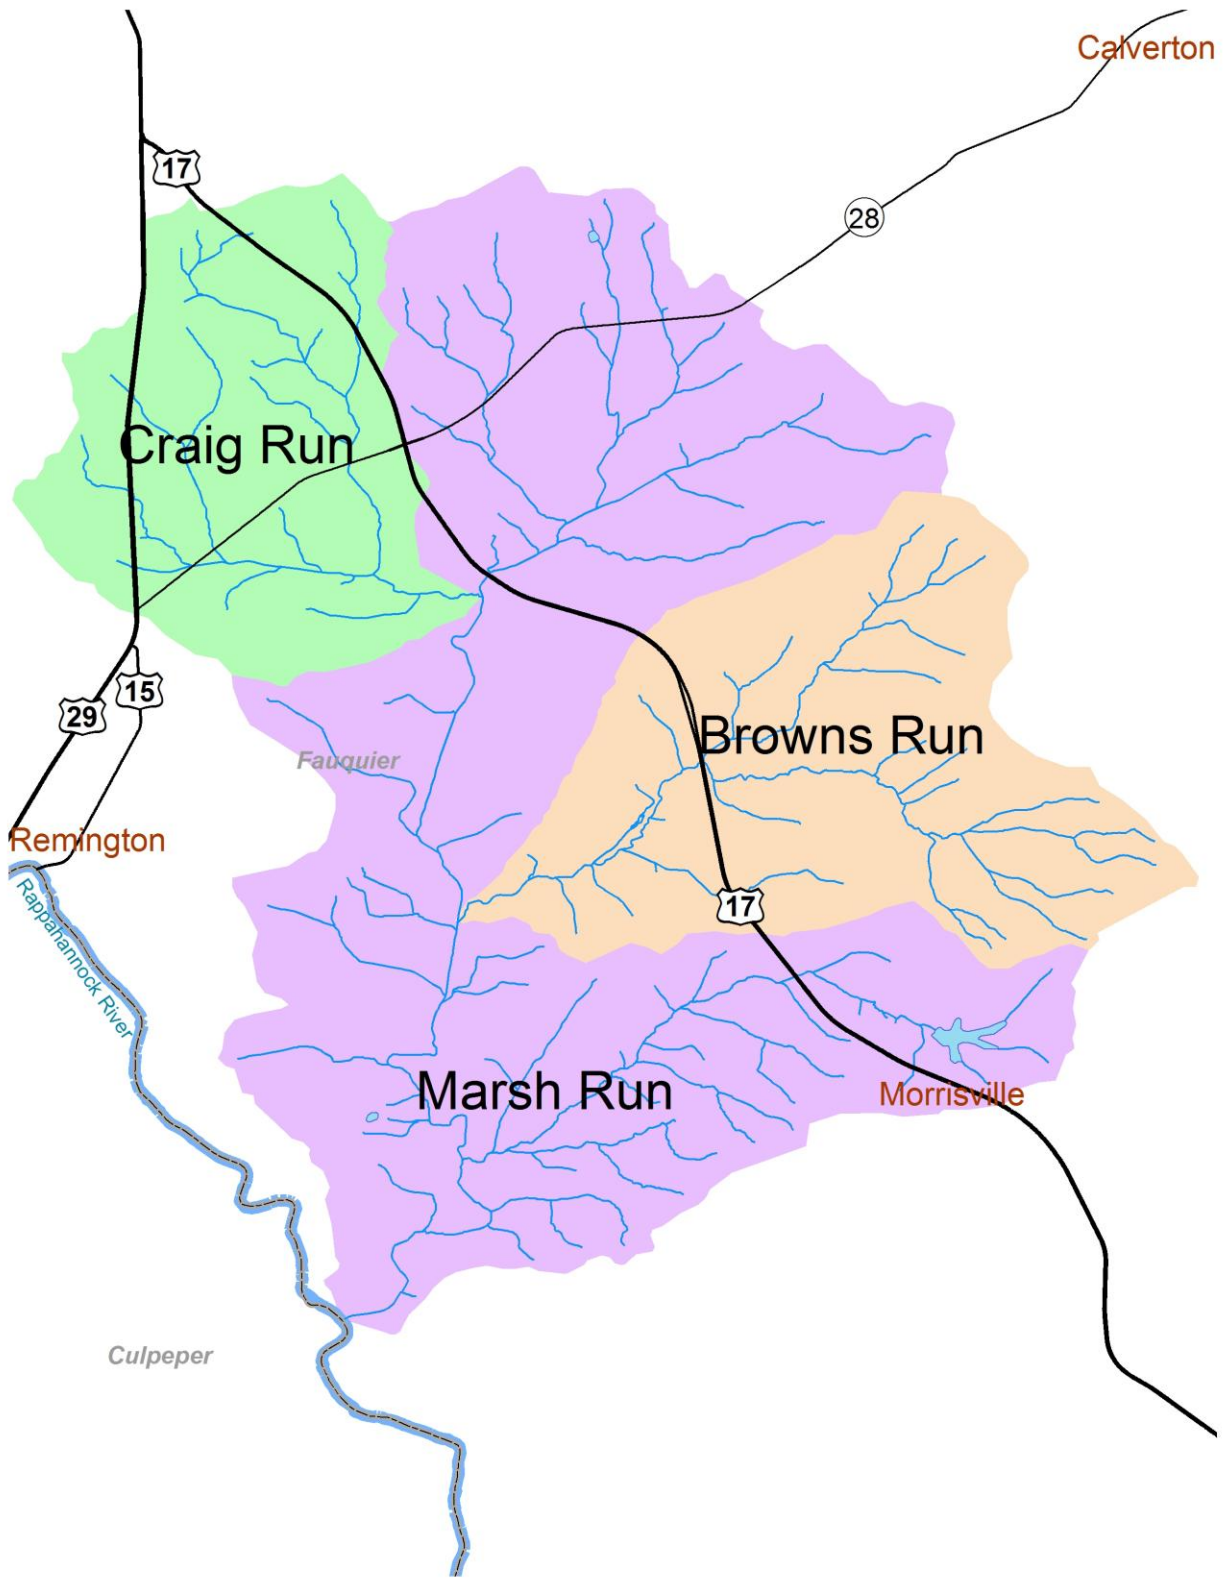 Calverton
17
28
Craig Run
15
29
Browns Run
Fauquier
Remington
Rappahannock River
17
Marsh Run
Morrisville
Culpeper